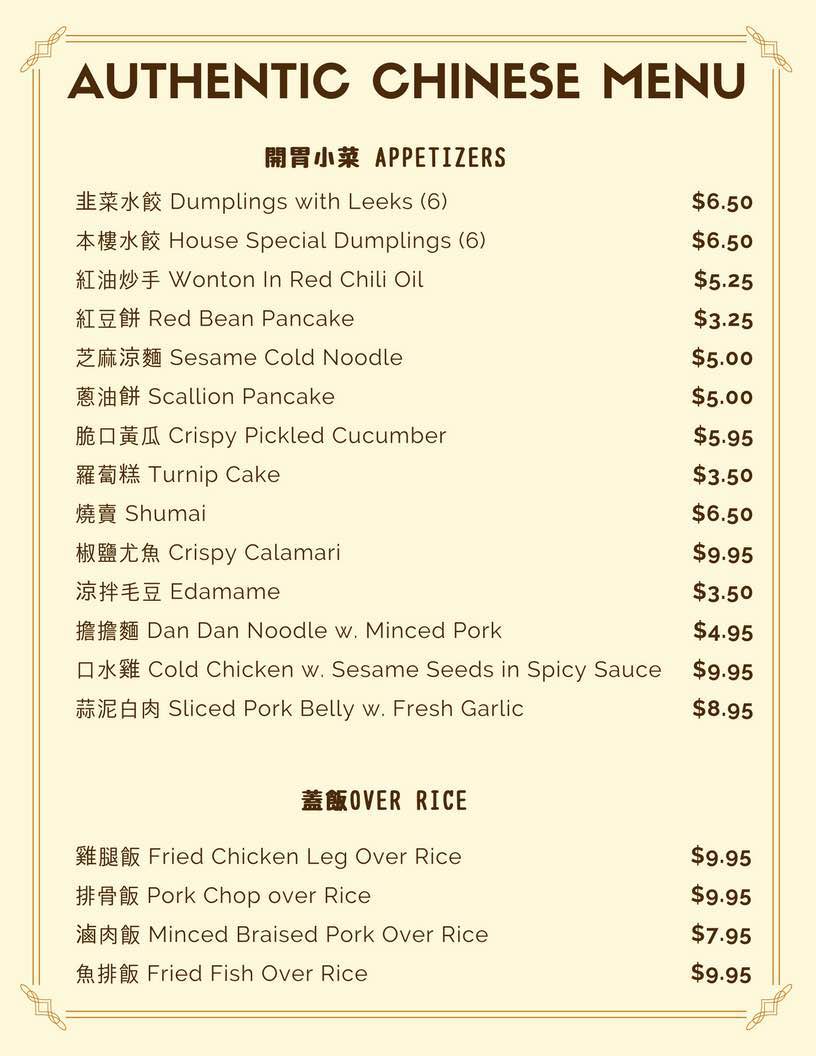 AUTHENTIC CHINESE MENU
開胃小菜 APPETIZERS
韭菜水餃 Dumplings with Leeks (6) $6.50
本樓水餃 House Special Dumplings (6) $6.50
紅油炒手 Wonton In Red Chili Oil $5.25
紅豆餅 Red Bean Pancake $3.25
芝麻涼麵 Sesame Cold Noodle $5.00
蔥油餅 Scallion Pancake $5.00
脆口黃瓜 Crispy Pickled Cucumber $5.95
羅蔔糕 Turnip Cake $3.50
燒賣 Shumai $6.50
椒鹽尤魚 Crispy Calamari $9.95
涼拌毛豆 Edamame $3.50
擔擔麵 Dan Dan Noodle w. Minced Pork $4.95
口水雞 Cold Chicken w. Sesame Seeds in Spicy Sauce $9.95
蒜泥白肉 Sliced Pork Belly w. Fresh Garlic $8.95
蓋飯OVER RICE
雞腿飯 Fried Chicken Leg Over Rice $9.95
排骨飯 Pork Chop over Rice $9.95
滷肉飯 Minced Braised Pork Over Rice $7.95
魚排飯 Fried Fish Over Rice $9.95